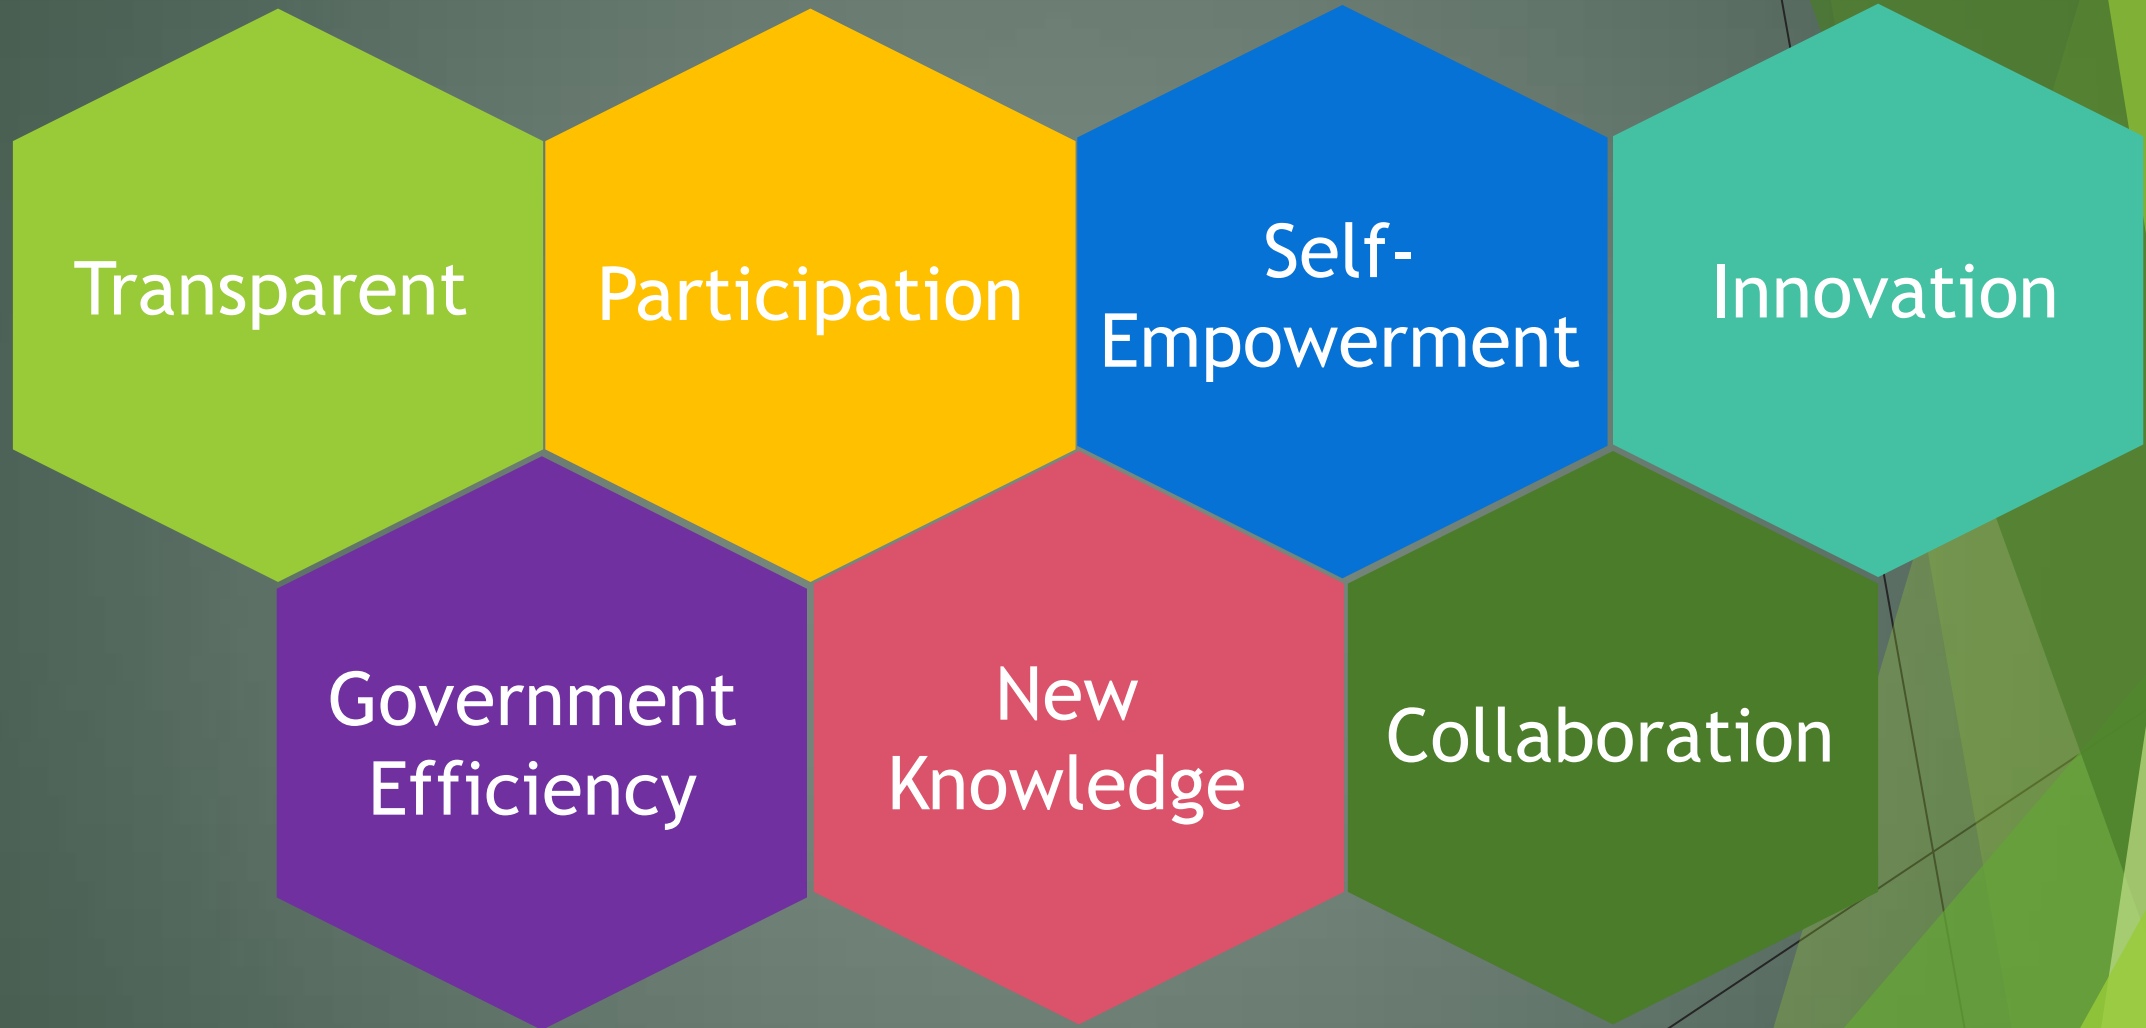 Transparent
Participation
Self-
Empowerment
Innovation
Government
Efficiency
New
Knowledge
Collaboration